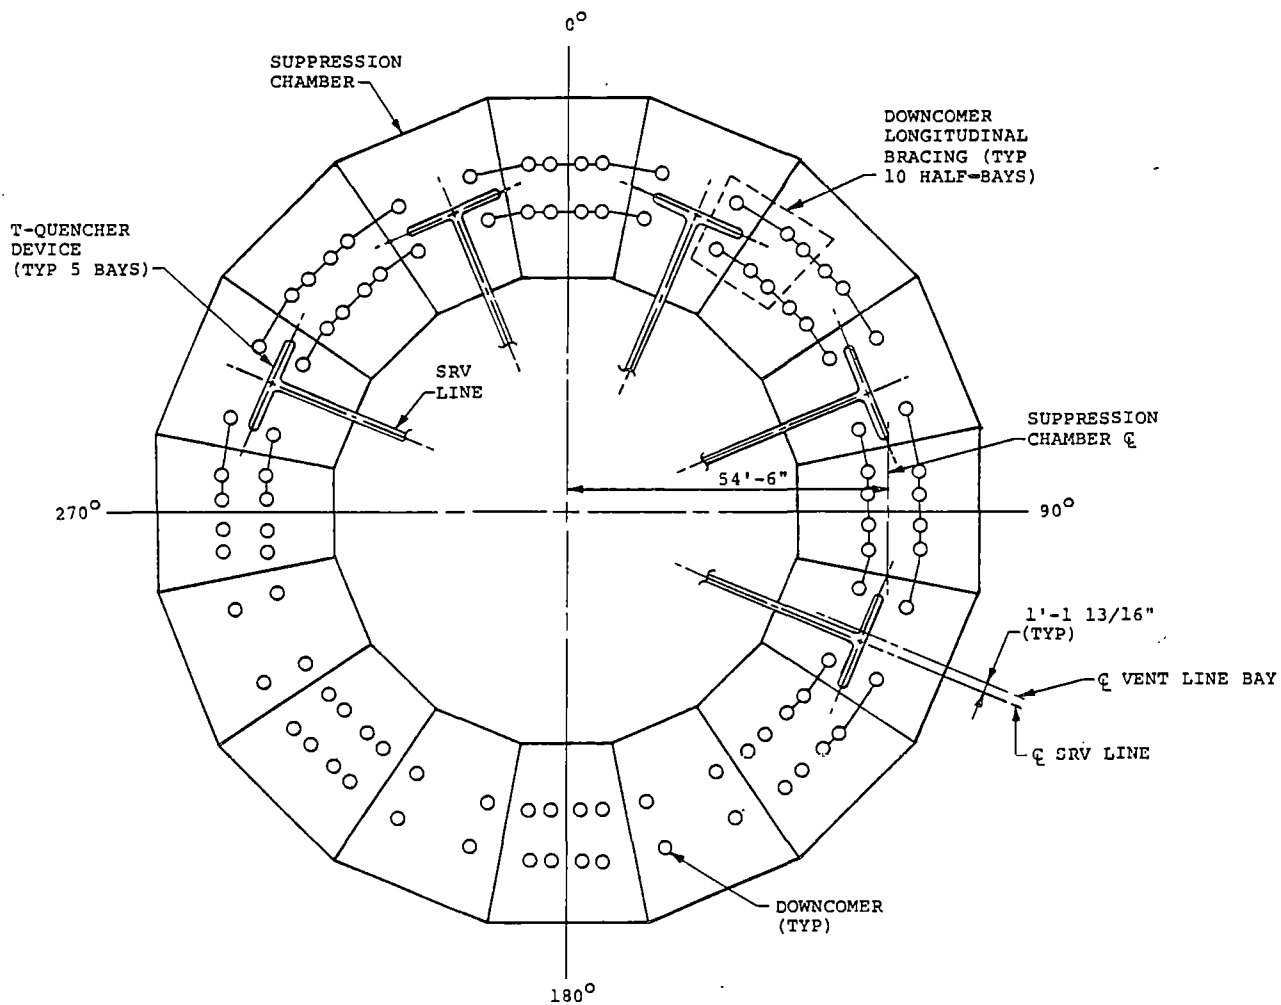 0°
SUPPRESSION
CHAMBER
DOWNCOMER
LONGITUDINAL
BRACING (TYP
10 HALF-BAYS)
T-QUENCHER
DEVICE
(TYP 5 BAYS)
SRV
LINE
SUPPRESSION
CHAMBER ℄
54'-6"
270°
90°
1'-1 13/16"
(TYP)
℄ VENT LINE BAY
℄ SRV LINE
DOWNCOMER
(TYP)
180°